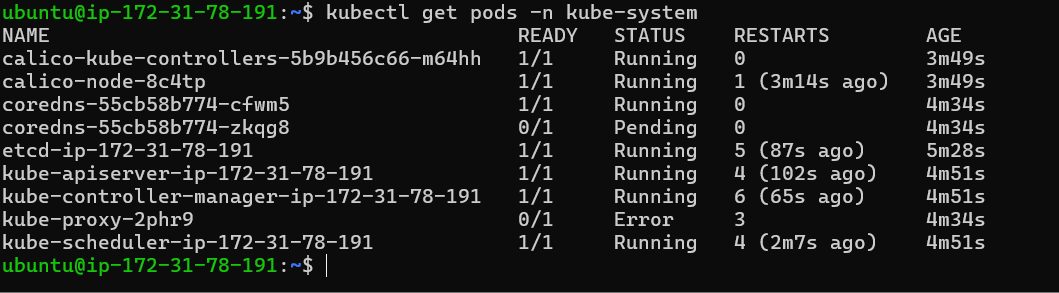 ubuntu@ip-172-31-78-191:~$ kubectl get pods -n kube-system
NAME READY STATUS RESTARTS AGE
calico-kube-controllers-5b9b456c66-m64hh 1/1 Running 0 3m49s
calico-node-8c4tp 1/1 Running 1 (3m14s ago) 3m49s
coredns-55cb58b774-cfwm5 1/1 Running 0 4m34s
coredns-55cb58b774-zkqg8 0/1 Pending 0 4m34s
etcd-ip-172-31-78-191 1/1 Running 5 (87s ago) 5m28s
kube-apiserver-ip-172-31-78-191 1/1 Running 4 (102s ago) 4m51s
kube-controller-manager-ip-172-31-78-191 1/1 Running 6 (65s ago) 4m51s
kube-proxy-2phr9 0/1 Error 3 4m34s
kube-scheduler-ip-172-31-78-191 1/1 Running 4 (2m7s ago) 4m51s
ubuntu@ip-172-31-78-191:~$